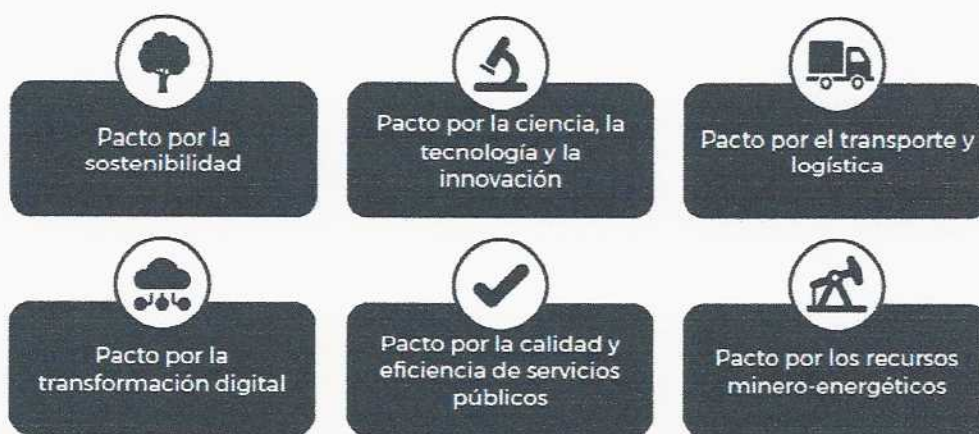 Pacto por la
sostenibilidad
Pacto por la ciencia, la
tecnología y la
innovación
Pacto por el transporte y
logística
Pacto por la
transformación digital
Pacto por la calidad y
eficiencia de servicios
públicos
Pacto por los recursos
minero-energéticos